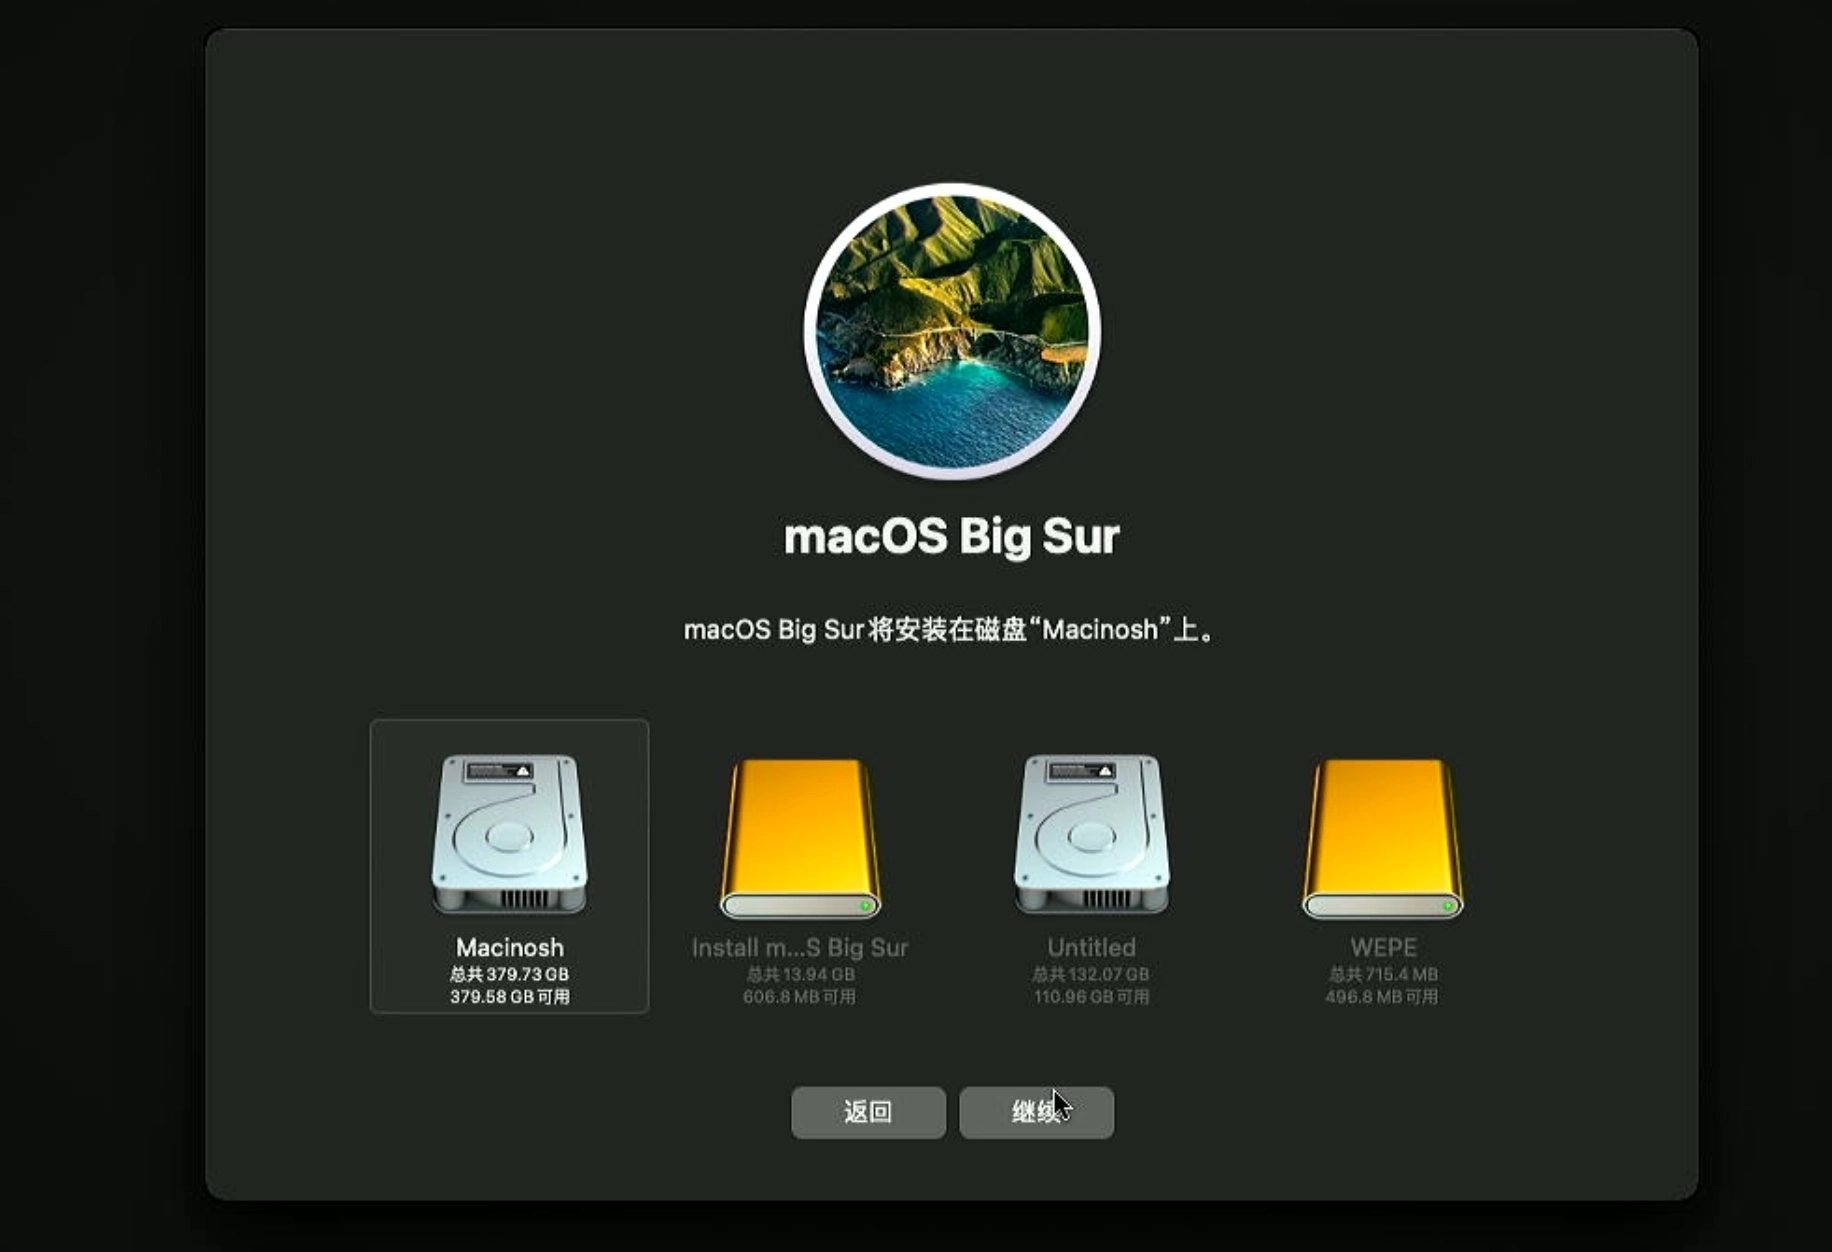 macOS Big Sur
macOS Big Sur将安装在磁盘“Macinosh”上。
Macinosh
总共 379.73 GB
379.58 GB 可用
Install m...S Big Sur
总共 13.94 GB
606.8 MB 可用
Untitled
总共 132.07 GB
110.96 GB 可用
WEPE
总共 715.4 MB
496.8 MB 可用
返回
继续